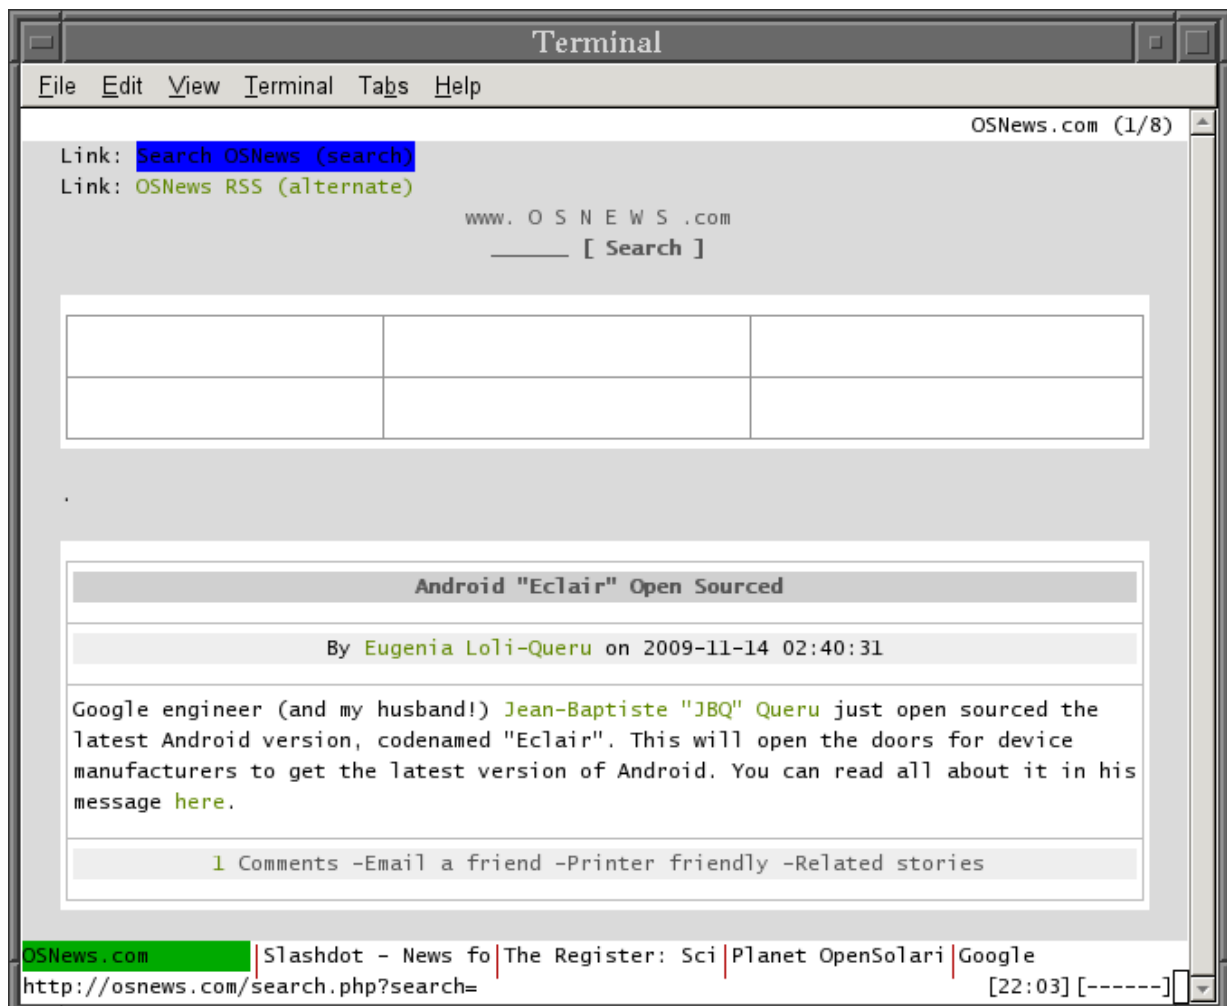 Terminal
File Edit View Terminal Tabs Help
OSNews.com (1/8)
Link: Search OSNews (search)
Link: OSNews RSS (alternate)
www. O S N E W S .com
______ [ Search ]
.
Android "Eclair" Open Sourced
By Eugenia Loli-Queru on 2009-11-14 02:40:31
Google engineer (and my husband!) Jean-Baptiste "JBQ" Queru just open sourced the
latest Android version, codenamed "Eclair". This will open the doors for device
manufacturers to get the latest version of Android. You can read all about it in his
message here.
1 Comments -Email a friend -Printer friendly -Related stories
OSNews.com Slashdot - News fo The Register: Sci Planet OpenSolari Google
http://osnews.com/search.php?search= [22:03][------]